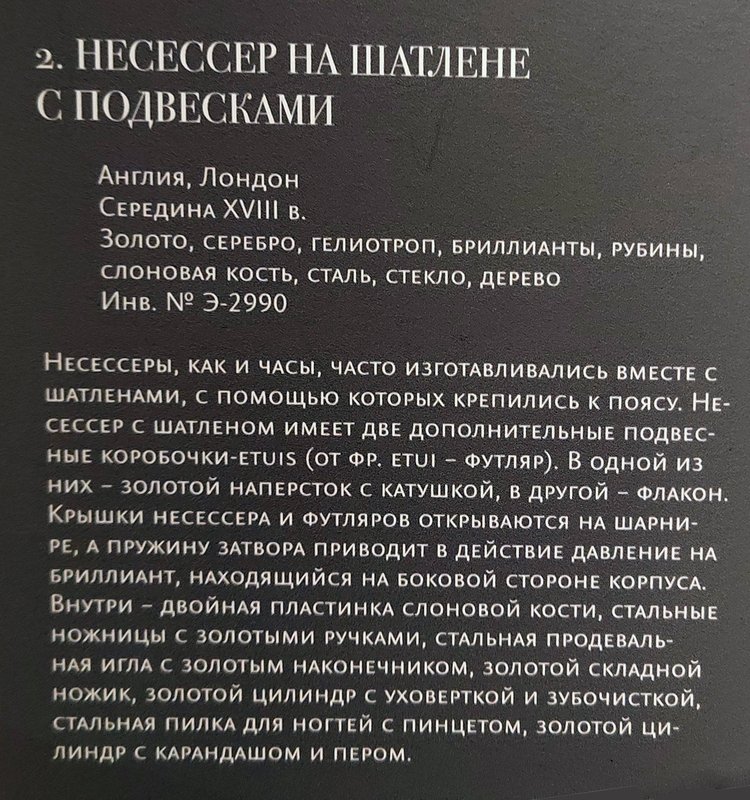 2. НЕСЕССЕР НА ШАТЛЕНЕ
С ПОДВЕСКАМИ
Англия, Лондон
Середина XVIII в.
Золото, серебро, гелиотроп, бриллианты, рубины,
слоновая кость, сталь, стекло, дерево
Инв. № Э-2990
Несессеры, как и часы, часто изготавливались вместе с
шатленами, с помощью которых крепились к поясу. Не-
сессер с шатленом имеет две дополнительные подвес-
ные коробочки-etuis (от фр. etui – футляр). В одной из
них – золотой наперсток с катушкой, в другой – флакон.
Крышки несессера и футляров открываются на шарни-
ре, а пружину затвора приводит в действие давление на
бриллиант, находящийся на боковой стороне корпуса.
Внутри – двойная пластинка слоновой кости, стальные
ножницы с золотыми ручками, стальная продеваль-
ная игла с золотым наконечником, золотой складной
ножик, золотой цилиндр с уховерткой и зубочисткой,
стальная пилка для ногтей с пинцетом, золотой ци-
линдр с карандашом и пером.